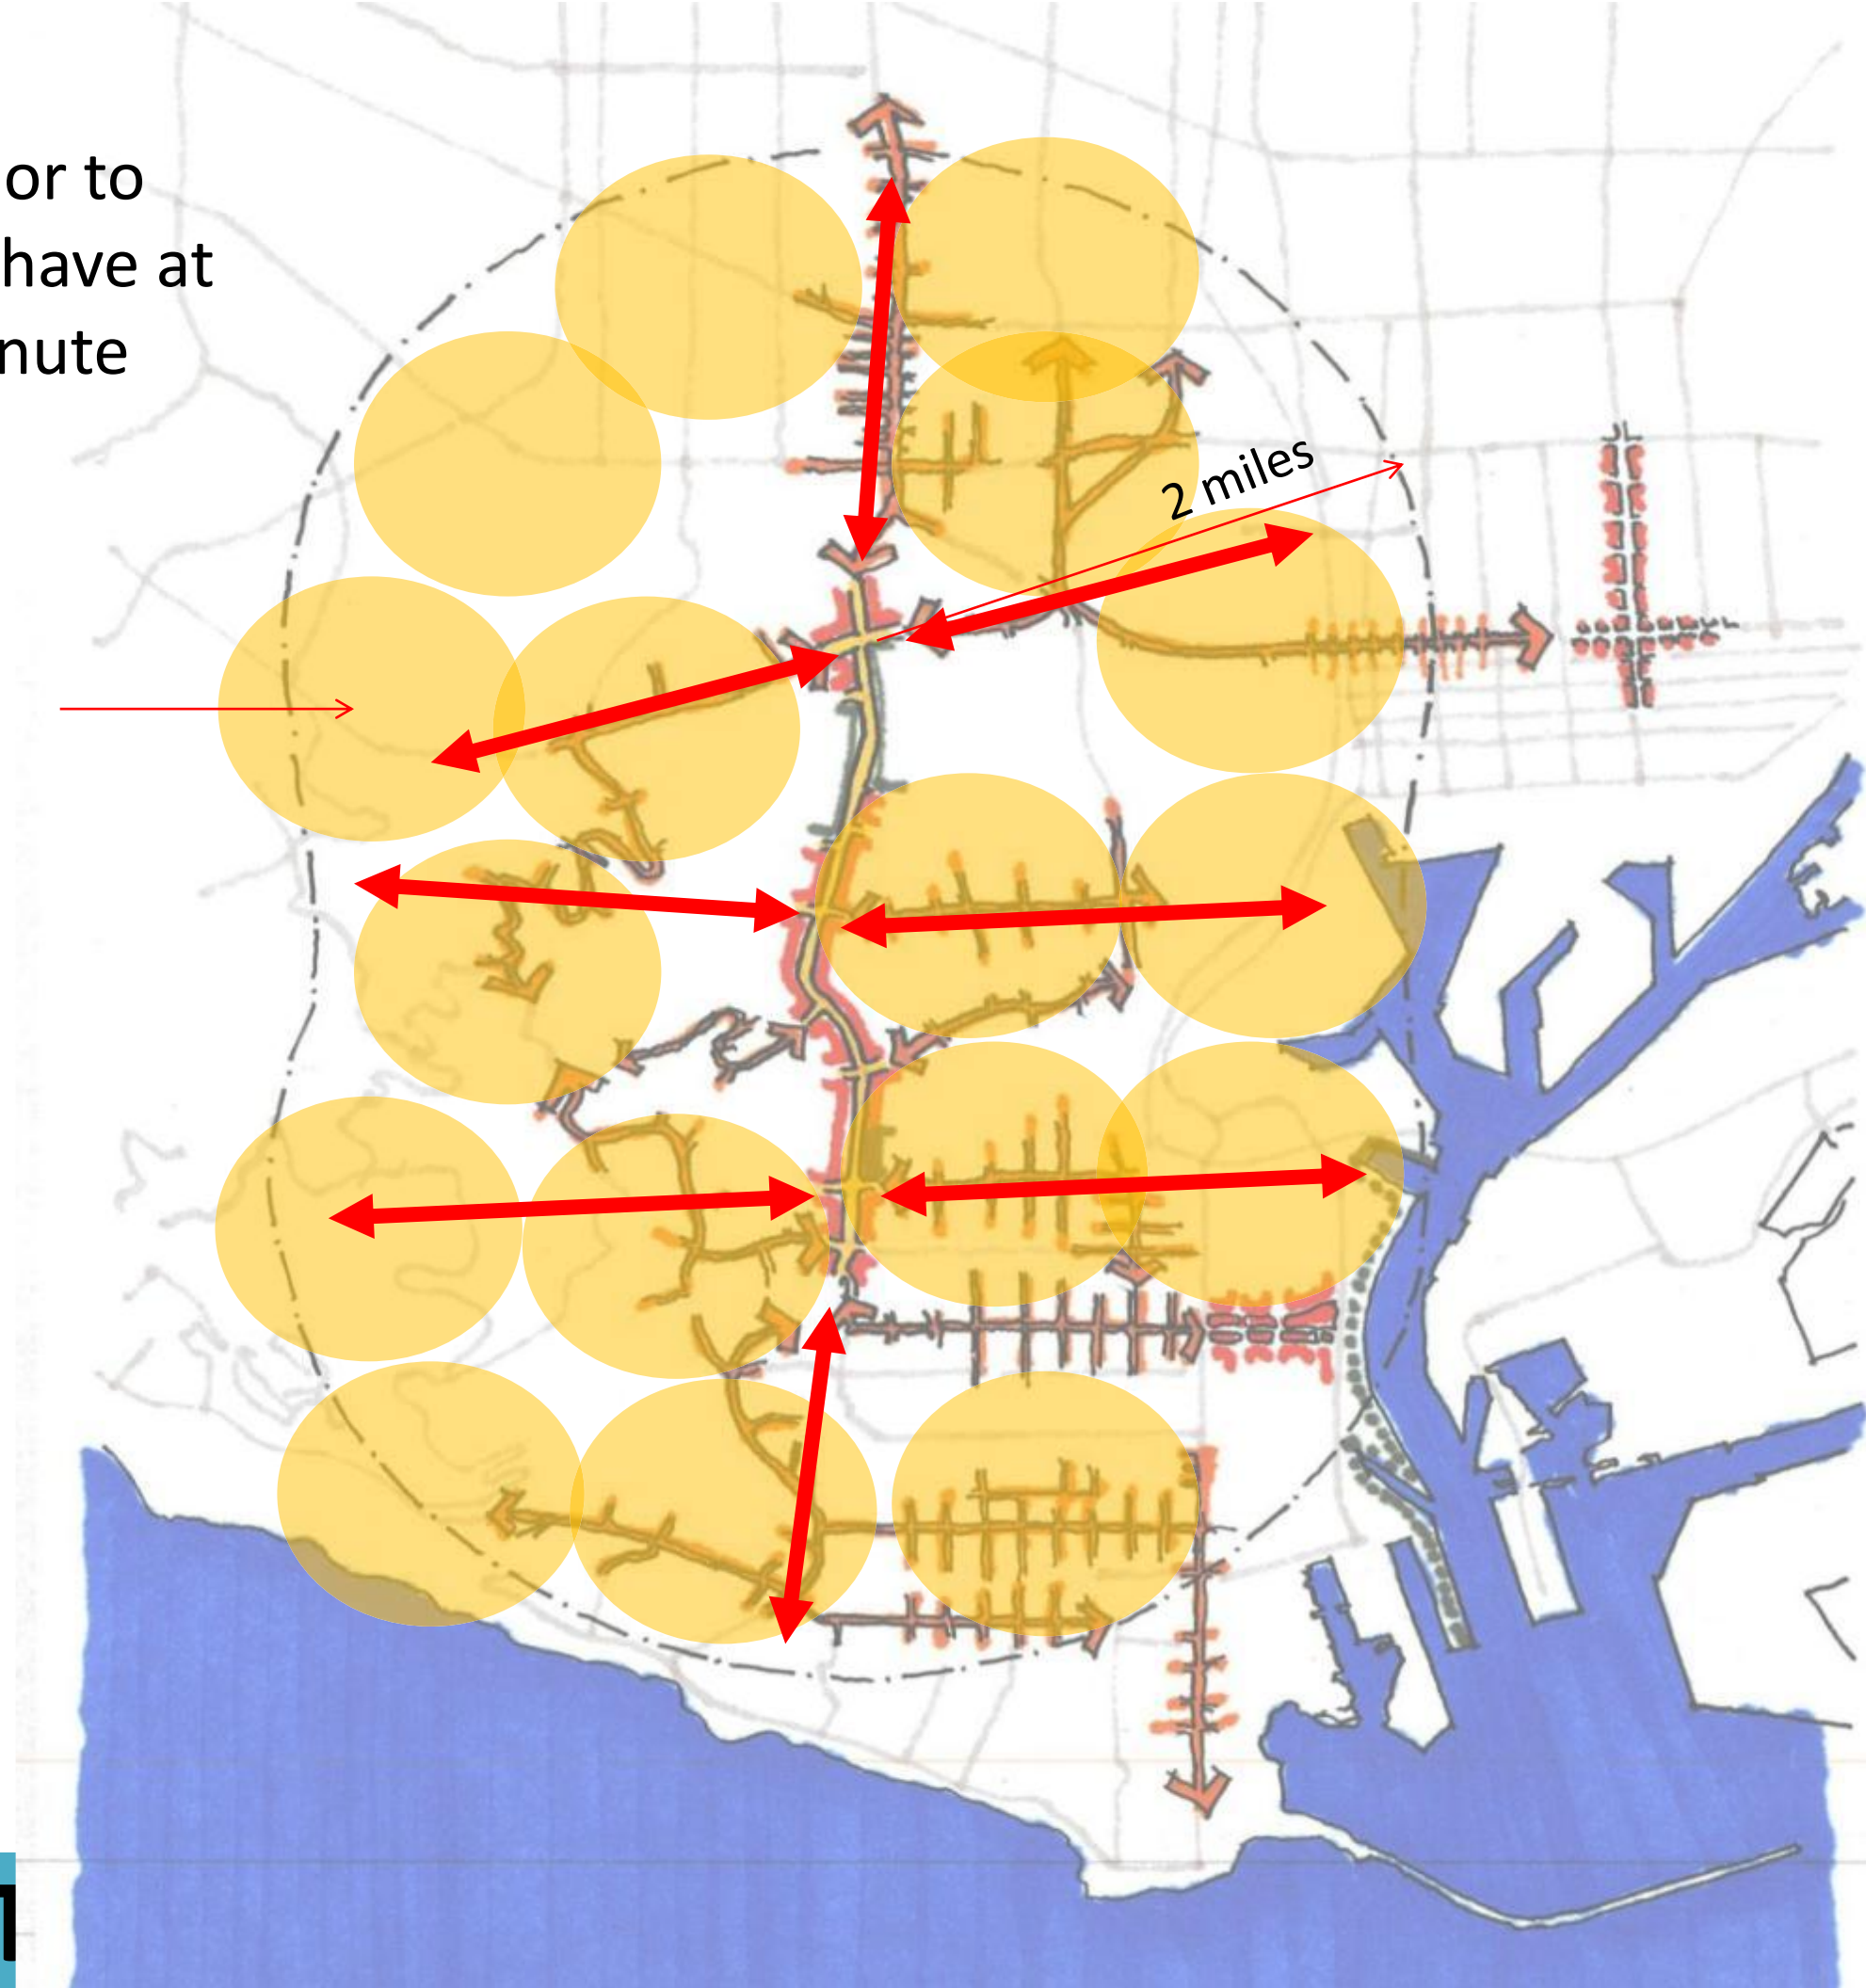 or to
have at
nute
2 miles